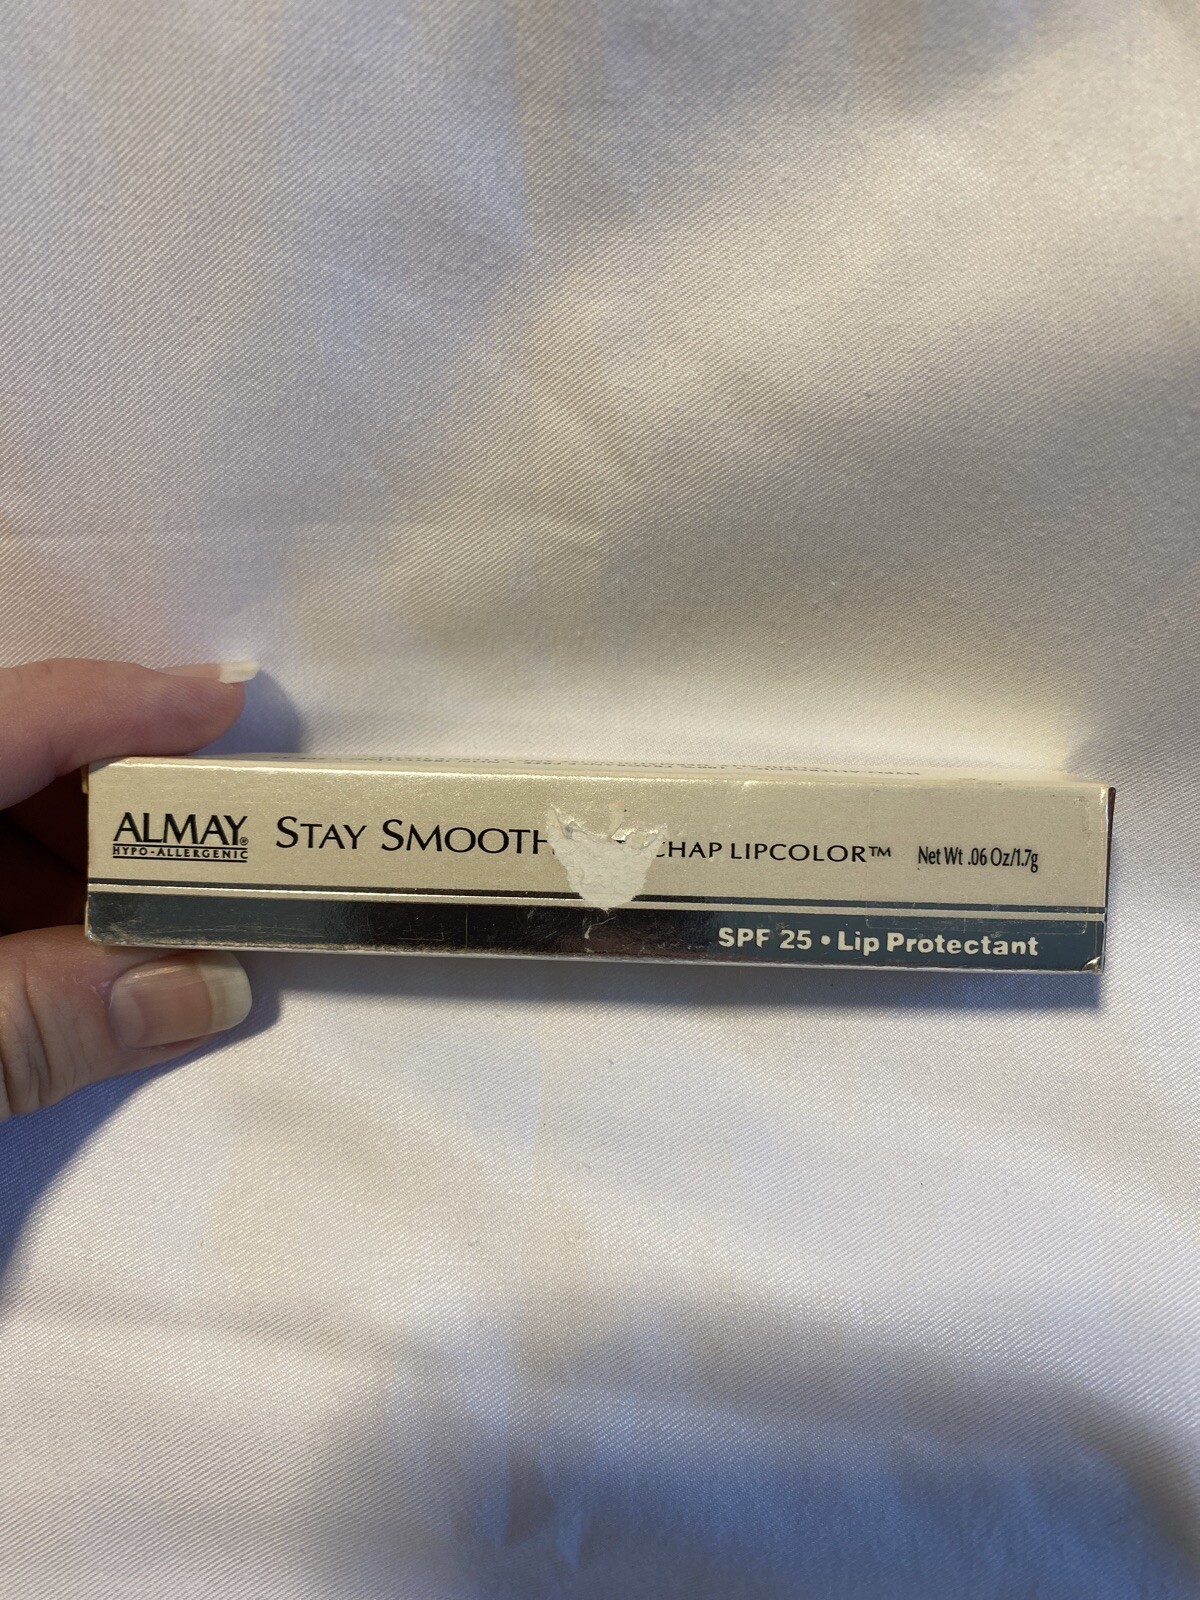 ALMAY®
HYPO-ALLERGENIC
STAY SMOOTH CHAP LIPCOLOR™ Net Wt .06 Oz/1.7g
SPF 25 • Lip Protectant